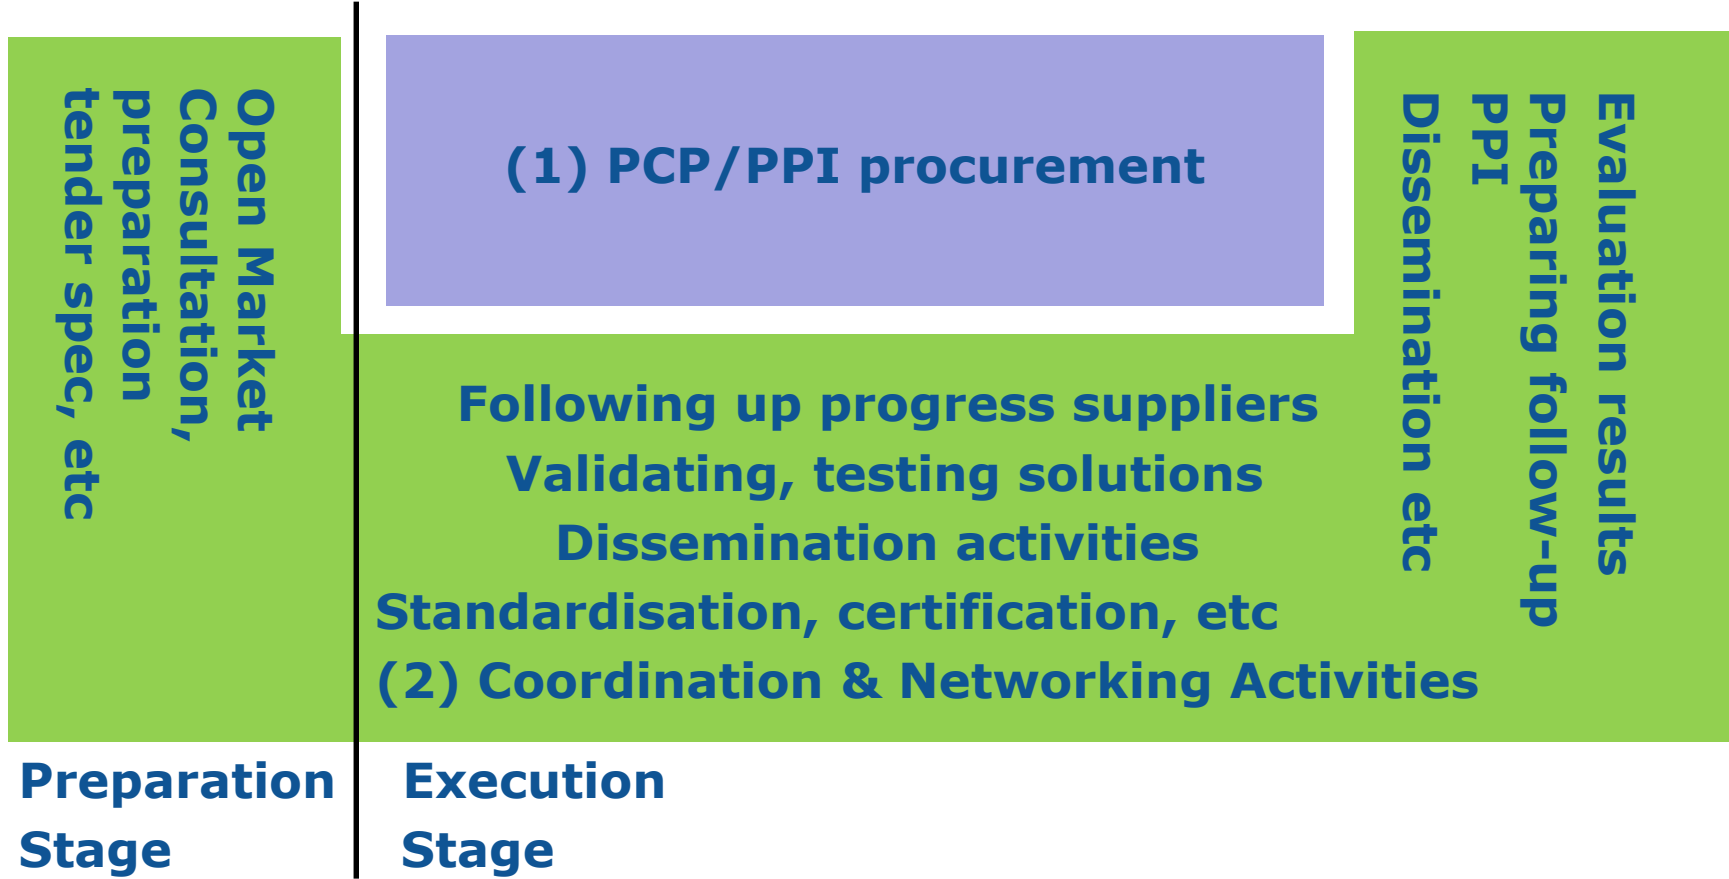 Open Market
Consultation,
preparation
tender spec, etc
(1) PCP/PPI procurement
Following up progress suppliers
Validating, testing solutions
Dissemination activities
Standardisation, certification, etc
(2) Coordination & Networking Activities
Evaluation results
Preparing follow-up
PPI
Dissemination etc
Preparation
Stage
Execution
Stage